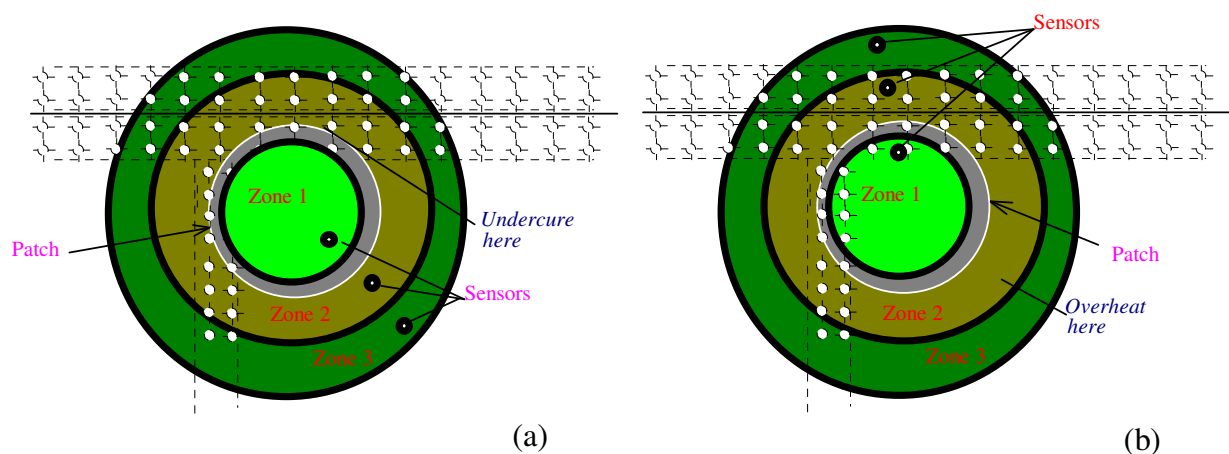 Zone 1
Undercure
here
Patch
Sensors
Zone 2
Zone 3
(a)
Sensors
Zone 1
Patch
Overheat
here
Zone 2
Zone 3
(b)